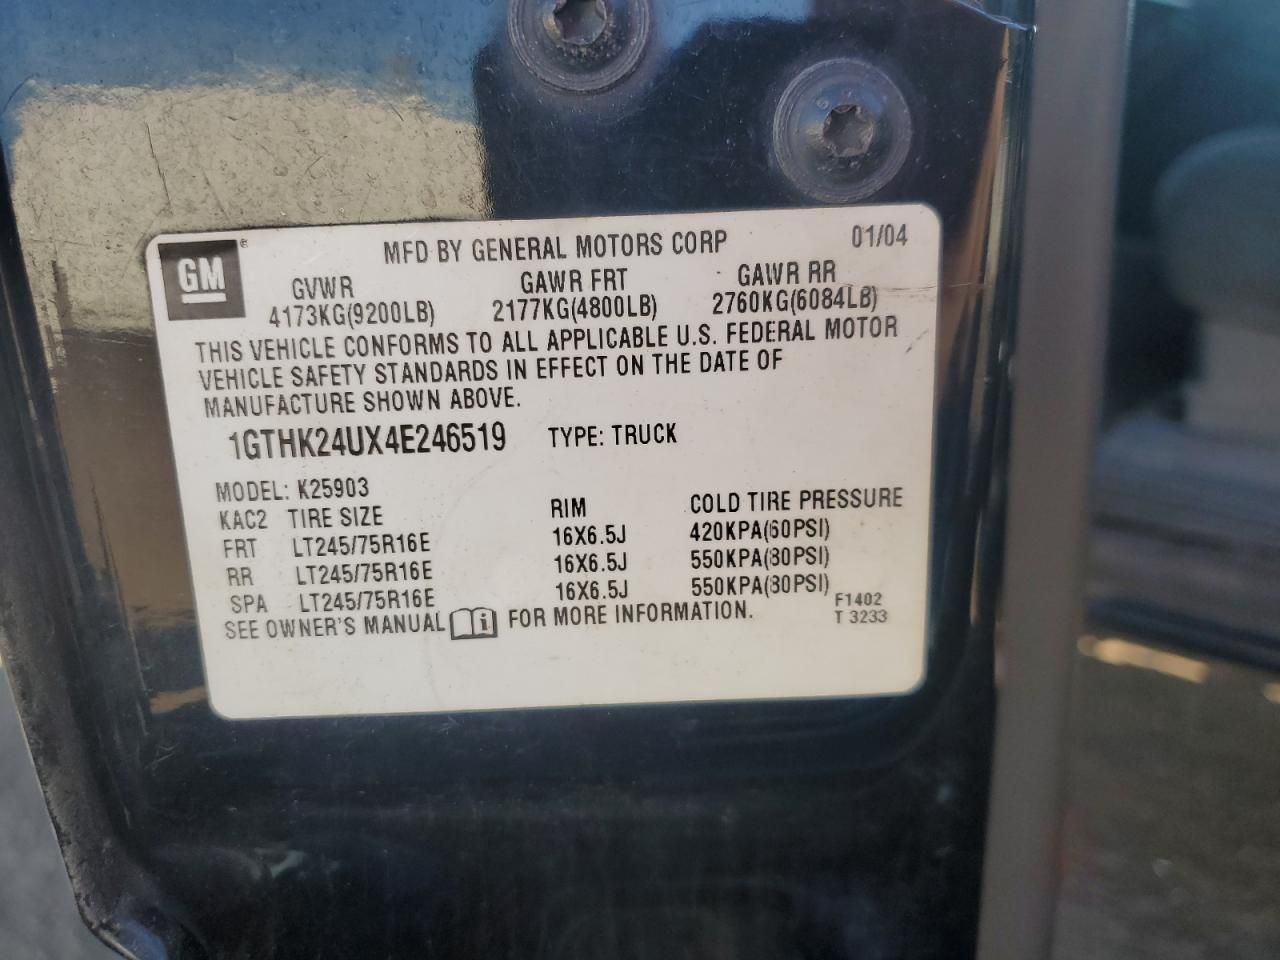 GM®
MFD BY GENERAL MOTORS CORP 01/04
GVWR GAWR FRT GAWR RR
4173KG(9200LB) 2177KG(4800LB) 2760KG(6084LB)
THIS VEHICLE CONFORMS TO ALL APPLICABLE U.S. FEDERAL MOTOR
VEHICLE SAFETY STANDARDS IN EFFECT ON THE DATE OF
MANUFACTURE SHOWN ABOVE.
1GTHK24UX4E246519 TYPE: TRUCK
MODEL: K25903
KAC2 TIRE SIZE RIM COLD TIRE PRESSURE
FRT LT245/75R16E 16X6.5J 420KPA(60PSI)
RR LT245/75R16E 16X6.5J 550KPA(80PSI)
SPA LT245/75R16E 16X6.5J 550KPA(80PSI)
SEE OWNER'S MANUAL i FOR MORE INFORMATION.
F1402
T 3233